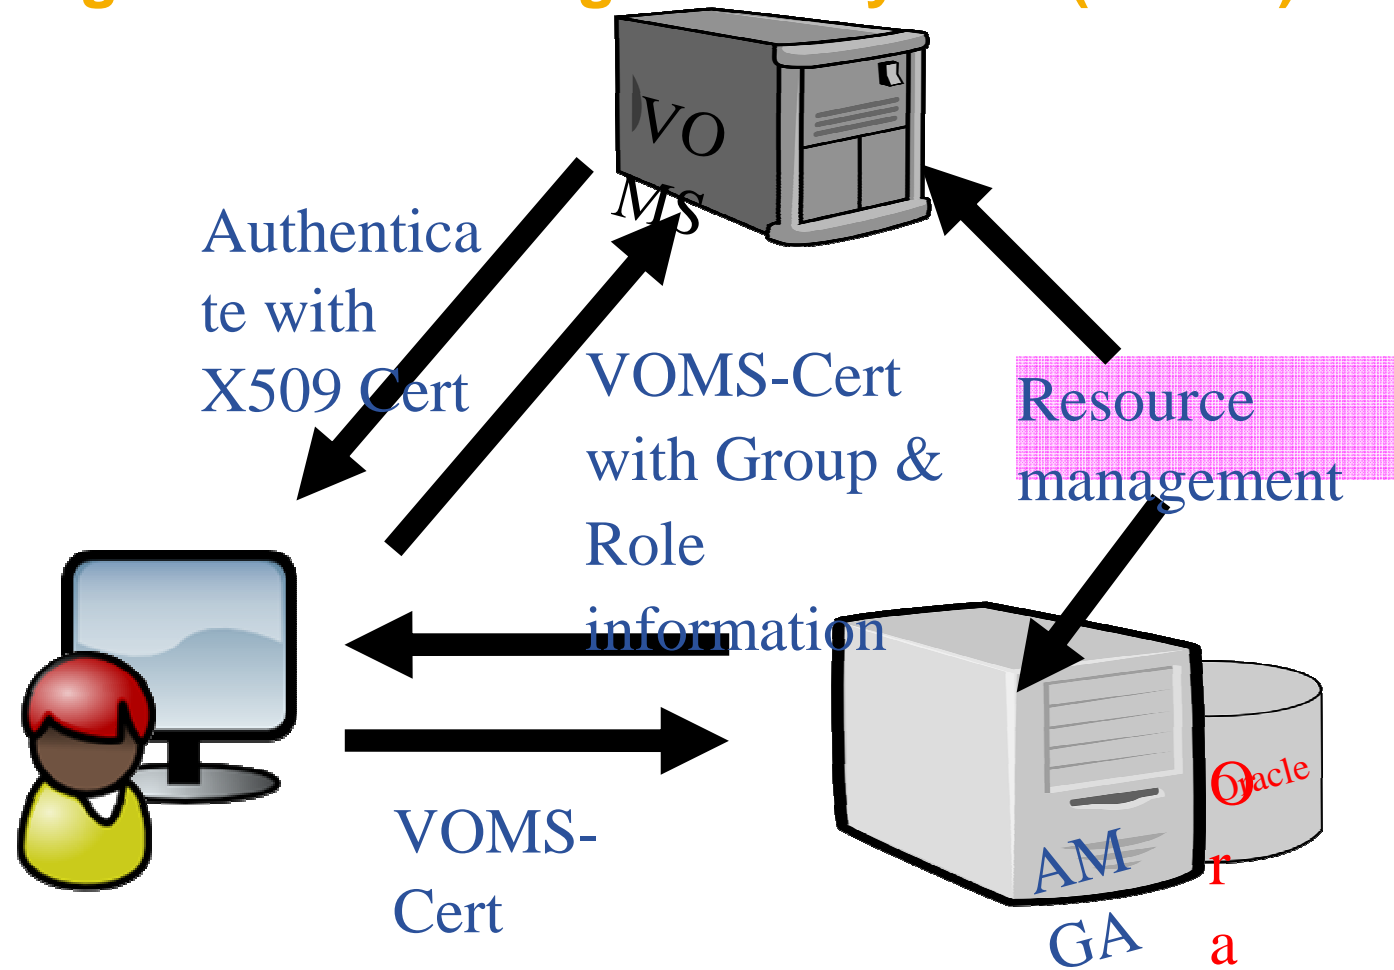 VO
MS
Authentica
te with
X509 Cert
VOMS-Cert
with Group &
Role
information
Resource
management
VOMS-
Cert
AM
GA
Oracle
O
r
a